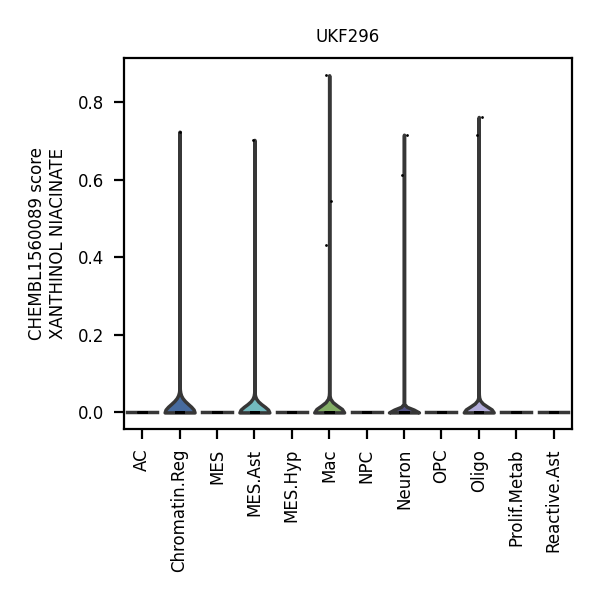 UKF296
CHEMBL1560089 score
XANTHINOL NIACINATE
0.8
0.6
0.4
0.2
0.0
AC
Chromatin.Reg
MES
MES.Ast
MES.Hyp
Mac
NPC
Neuron
OPC
Oligo
Prolif.Metab
Reactive.Ast